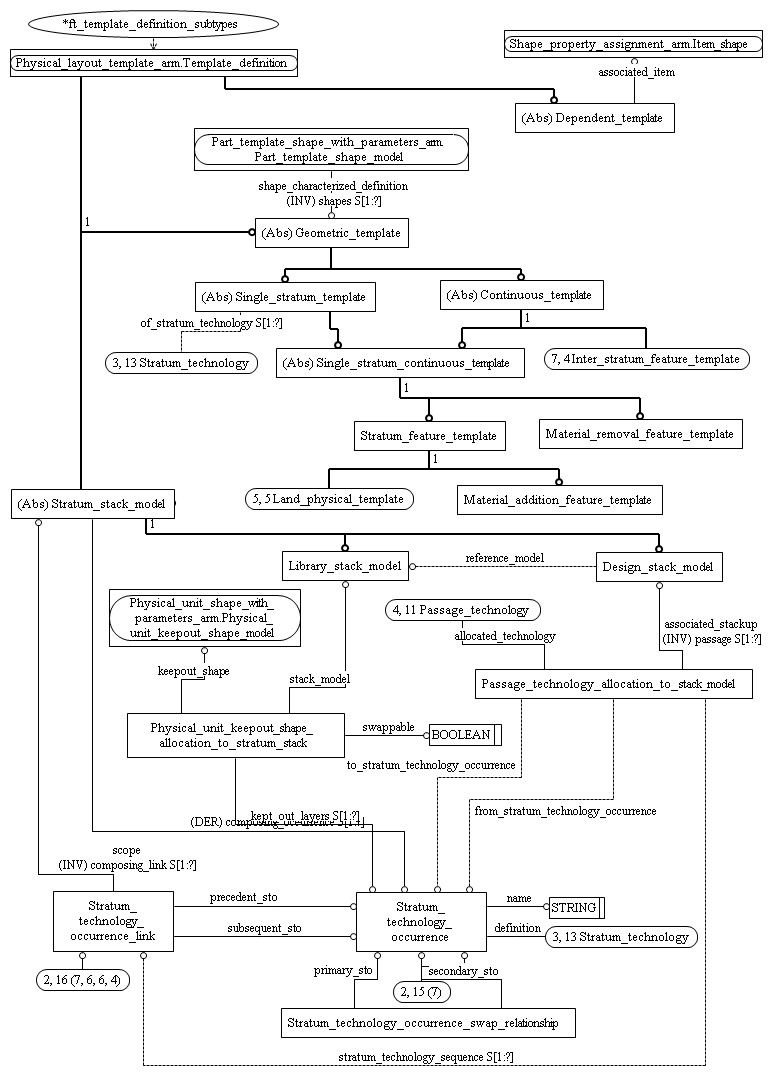 *ft_template_definition_subtypes
Physical_layout_template_arm.Template_definition
Shape_property_assignment_arm.Item_shape
associated_item
(Abs) Dependent_template
Part_template_shape_with_parameters_arm.
Part_template_shape_model
shape_characterized_definition
(INV) shapes S[1:?]
1
(Abs) Geometric_template
(Abs) Single_stratum_template
(Abs) Continuous_template
of_stratum_technology S[1:?]
1
3, 13 Stratum_technology
(Abs) Single_stratum_continuous_template
7, 4 Inter_stratum_feature_template
1
Stratum_feature_template
Material_removal_feature_template
1
5, 5 Land_physical_template
Material_addition_feature_template
(Abs) Stratum_stack_model
1
Library_stack_model
reference_model
Design_stack_model
Physical_unit_shape_with_
parameters_arm.Physical_
unit_keepout_shape_model
4, 11 Passage_technology
allocated_technology
associated_stackup
(INV) passage S[1:?]
keepout_shape
stack_model
Passage_technology_allocation_to_stack_model
Physical_unit_keepout_shape_
allocation_to_stratum_stack
swappable
BOOLEAN
to_stratum_technology_occurrence
kept_out_layers S[1:?]
(DER) composing_occurrence S[1:?]
from_stratum_technology_occurrence
scope
(INV) composing_link S[1:?]
Stratum_
technology_
occurrence_link
precedent_sto
subsequent_sto
Stratum_
technology_
occurrence
name
STRING
definition
3, 13 Stratum_technology
2, 16 (7, 6, 6, 4)
primary_sto
secondary_sto
2, 15 (7)
Stratum_technology_occurrence_swap_relationship
stratum_technology_sequence S[1:?]